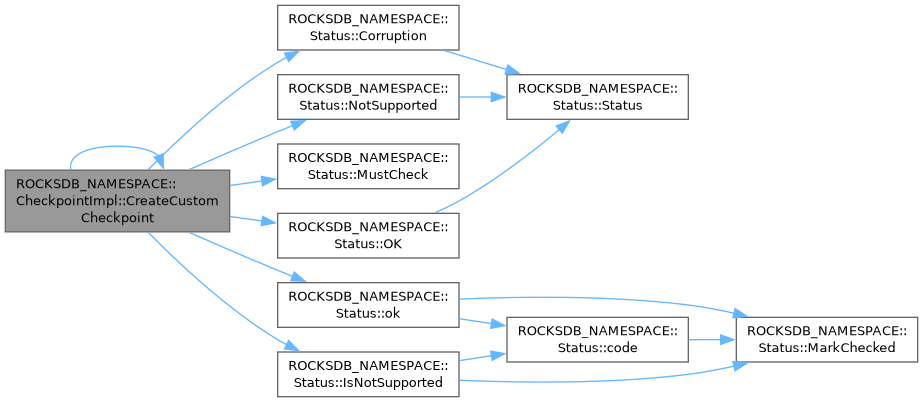 ROCKSDB_NAMESPACE::
Status::Corruption
ROCKSDB_NAMESPACE::
Status::NotSupported
ROCKSDB_NAMESPACE::
Status::Status
ROCKSDB_NAMESPACE::
Status::MustCheck
ROCKSDB_NAMESPACE::
CheckpointImpl::CreateCustom
Checkpoint
ROCKSDB_NAMESPACE::
Status::OK
ROCKSDB_NAMESPACE::
Status::ok
ROCKSDB_NAMESPACE::
Status::code
ROCKSDB_NAMESPACE::
Status::MarkChecked
ROCKSDB_NAMESPACE::
Status::IsNotSupported